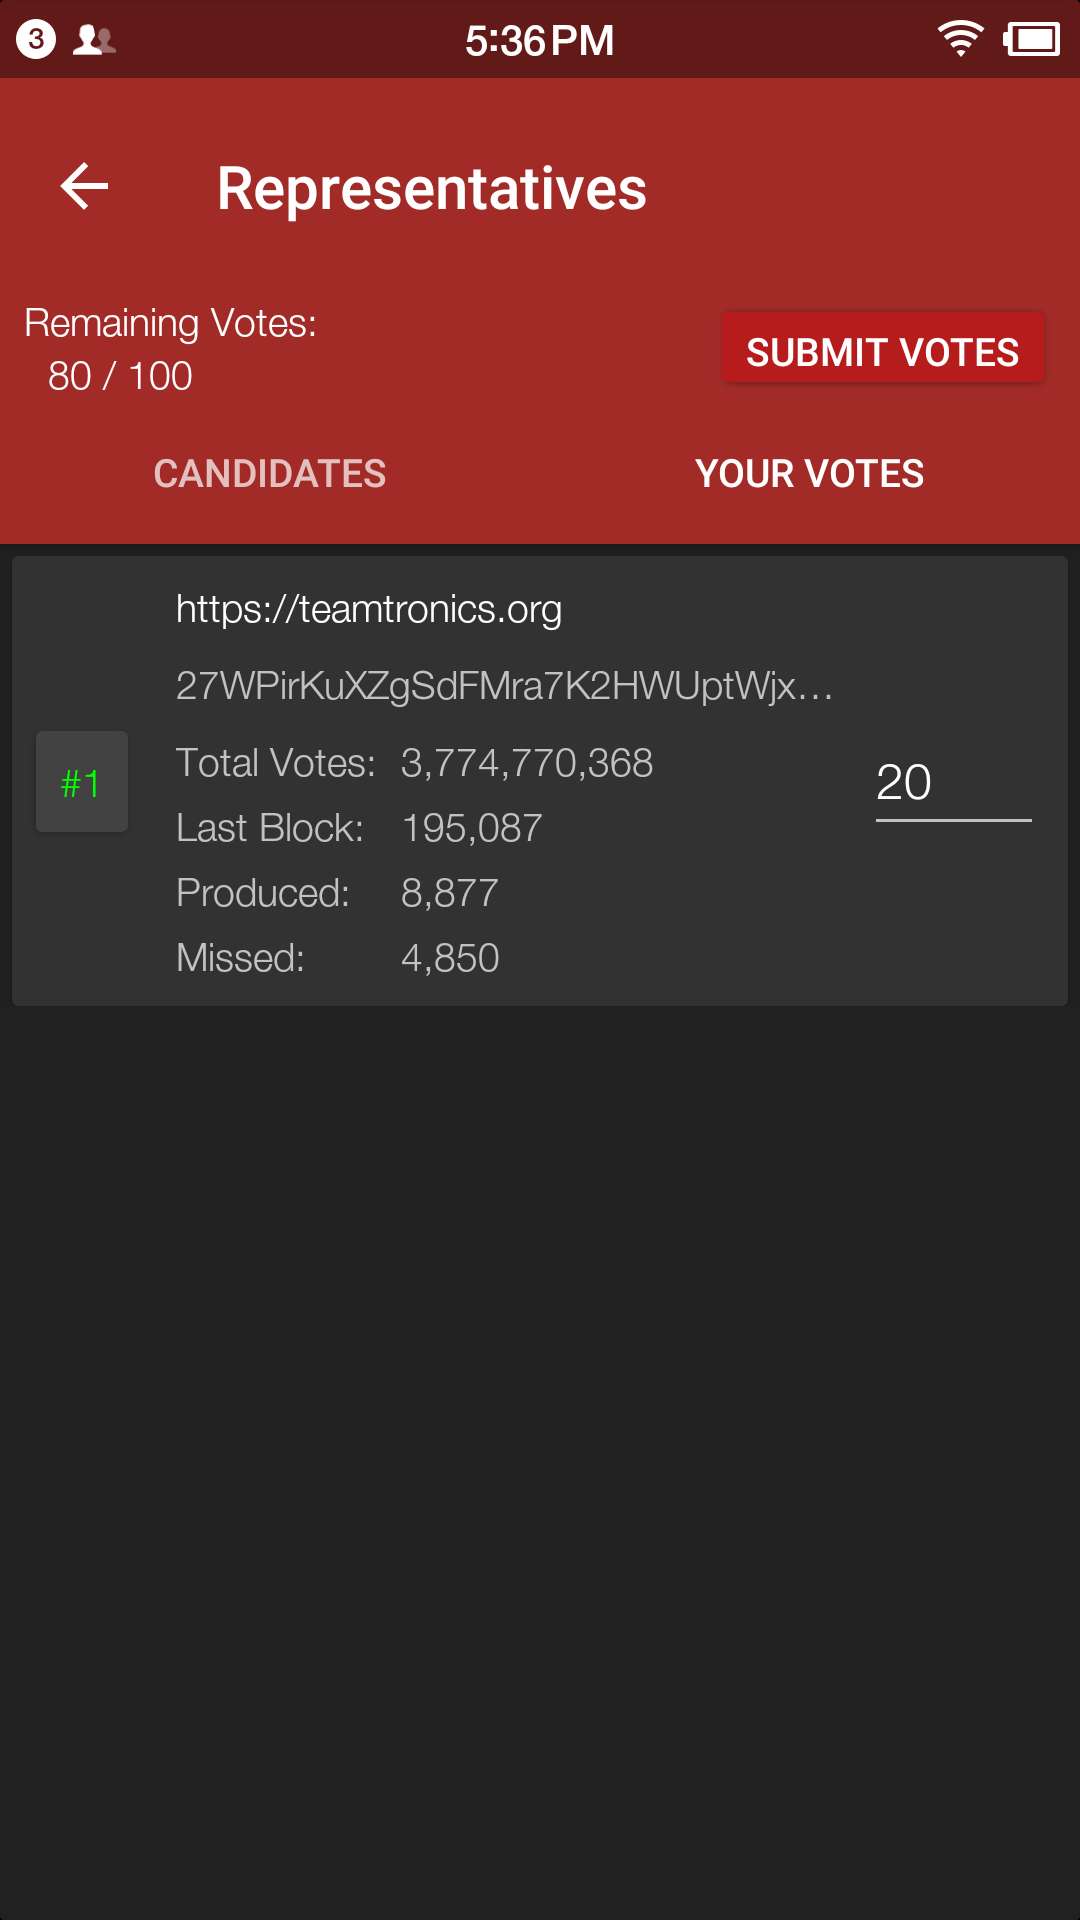 3
5:36 PM
Representatives
Remaining Votes:
80 / 100
SUBMIT VOTES
CANDIDATES
YOUR VOTES
https://teamtronics.org
27WPirKuXZgSdFMra7K2HWUptWjx...
#1
Total Votes: 3,774,770,368
20
Last Block: 195,087
Produced: 8,877
Missed: 4,850